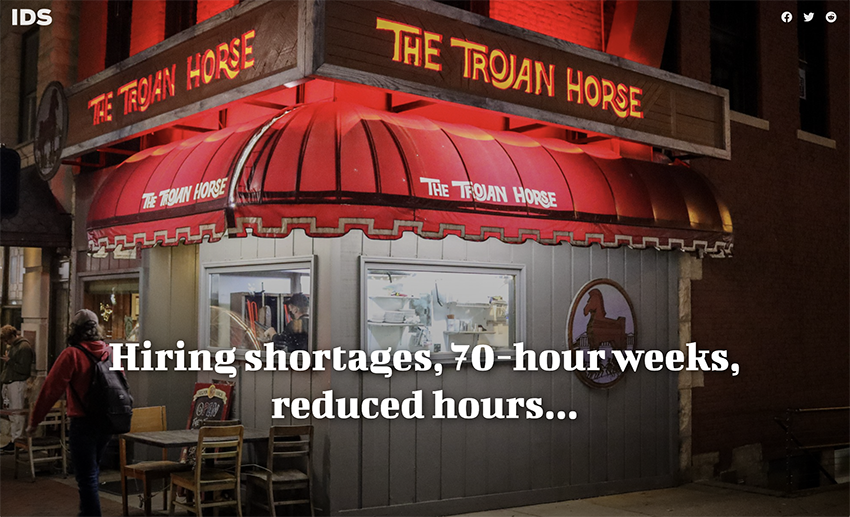 IDS
THE TROJAN HORSE
THE TROJAN HORSE
THE TROJAN HORSE
THE TROJAN HORSE
OPEN
Hiring shortages, 70-hour weeks,
reduced hours...